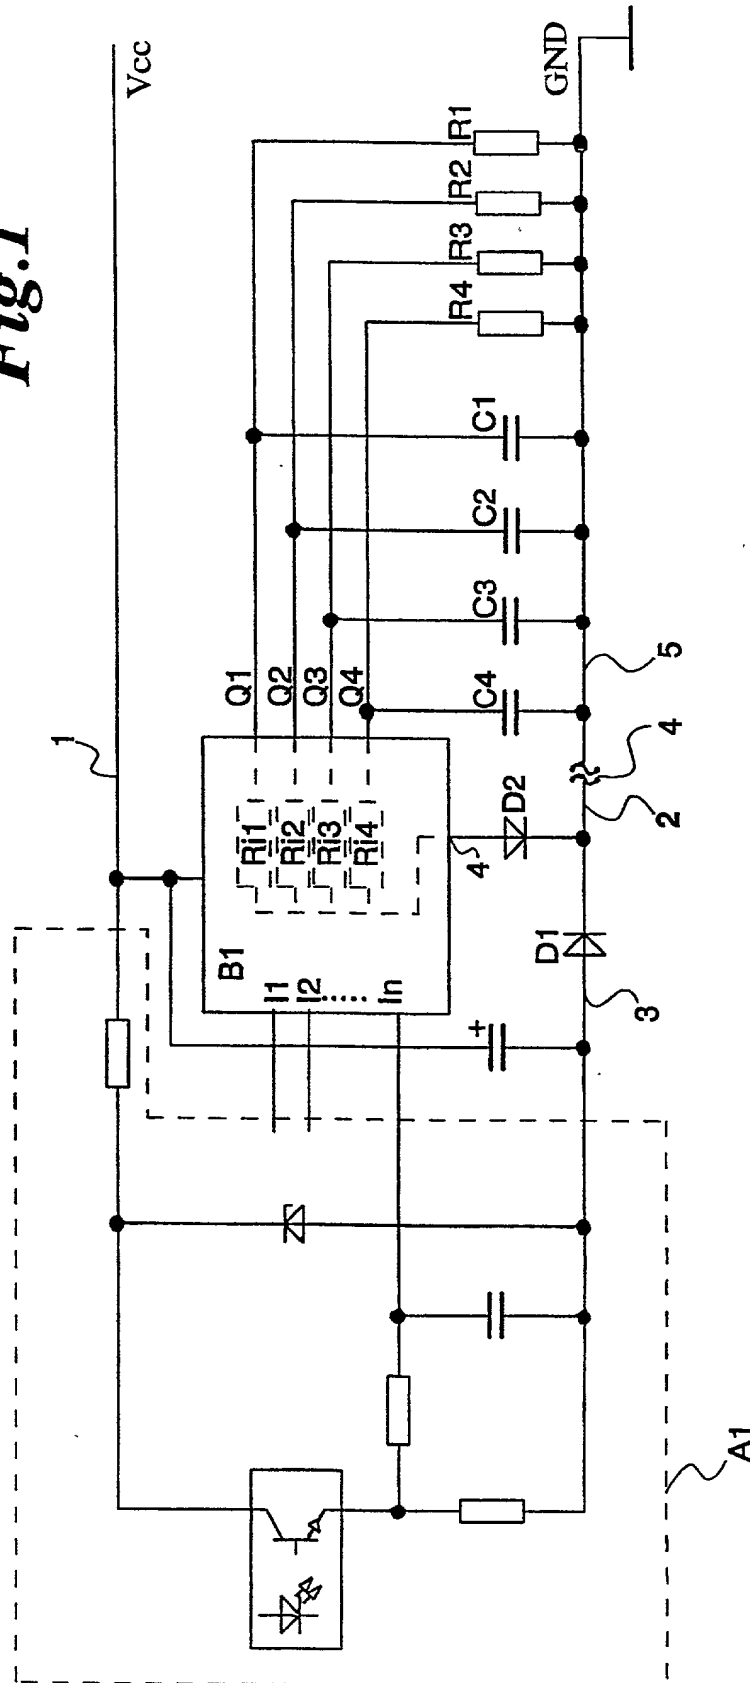 Fig.1
Vcc
GND
1
Q1
Q2
Q3
Q4
R1
R2
R3
R4
C1
C2
C3
C4
B1
Ri1
Ri2
Ri3
Ri4
I1
I2
.....
In
4
D2
D1
+
3
2
4
5
A1